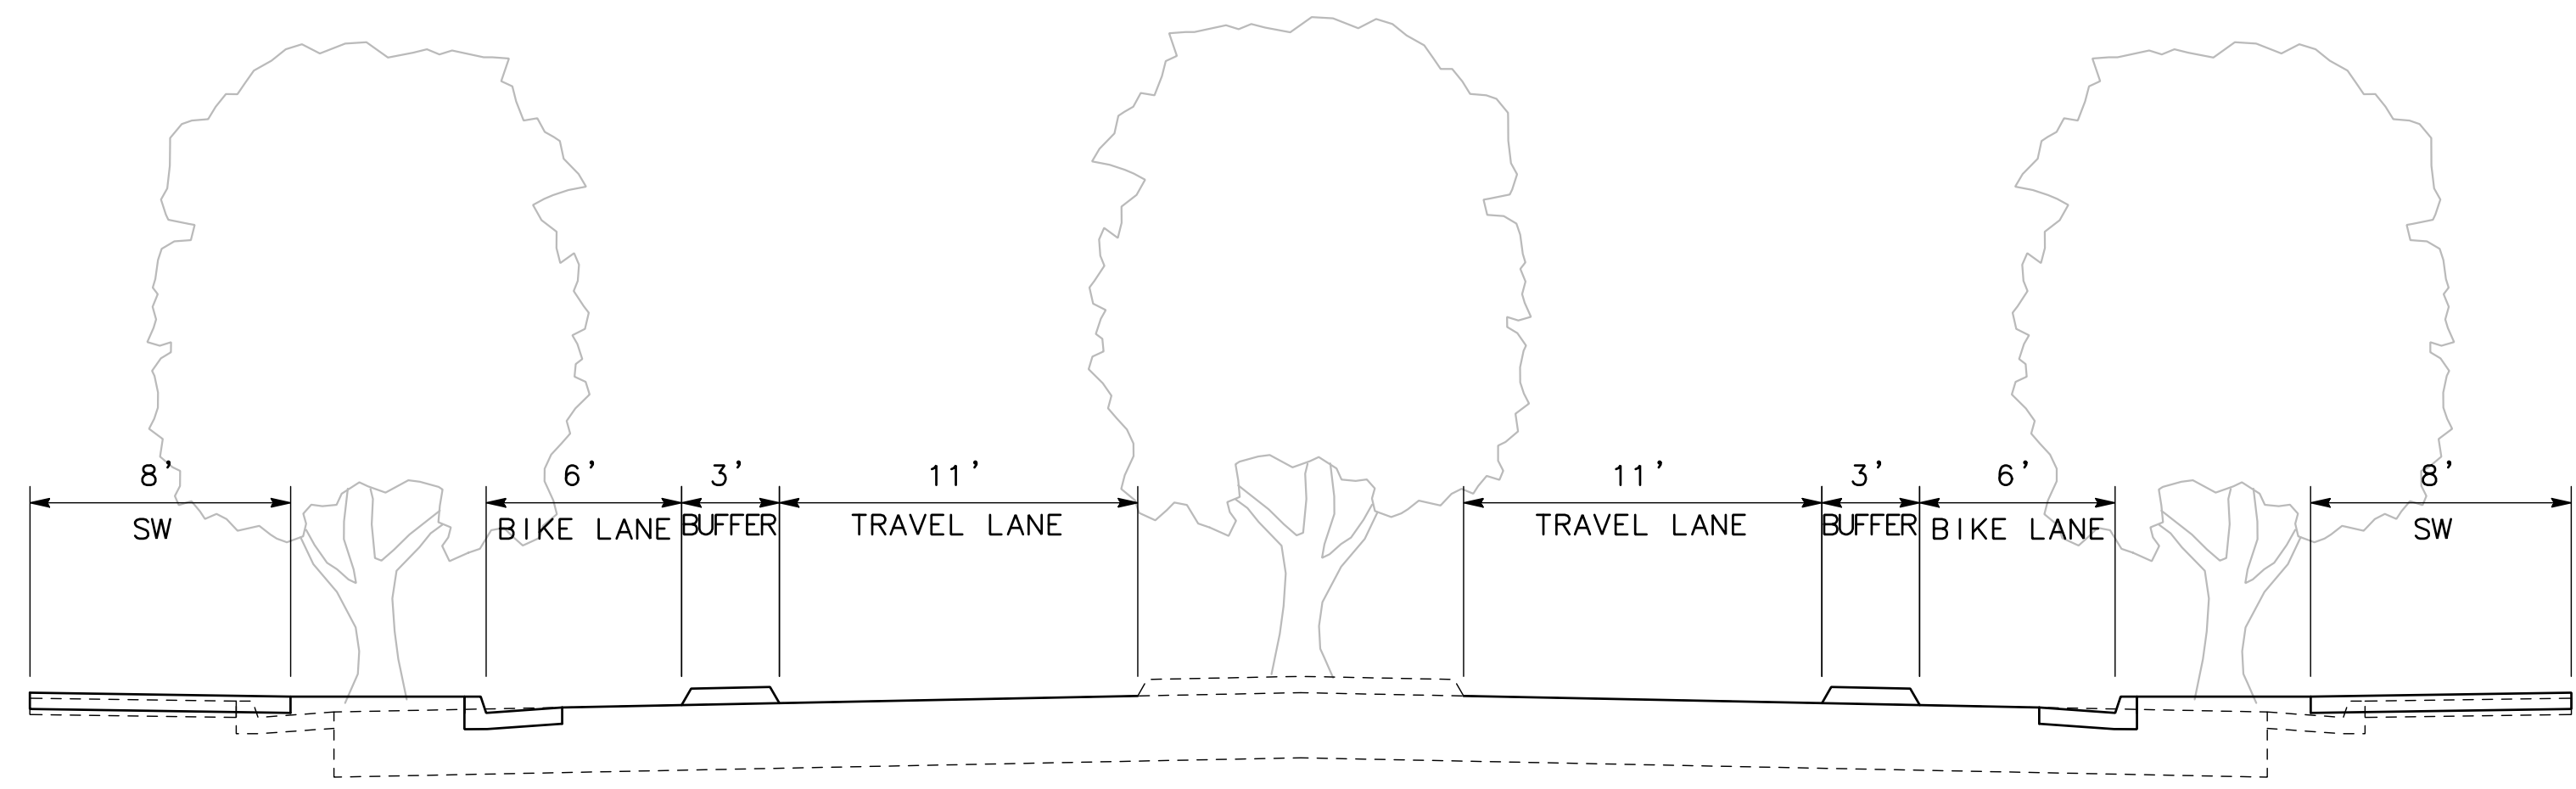 8' 6' 3' 11' 11' 3' 6' 8'
SW BIKE LANE BUFFER TRAVEL LANE TRAVEL LANE BUFFER BIKE LANE SW